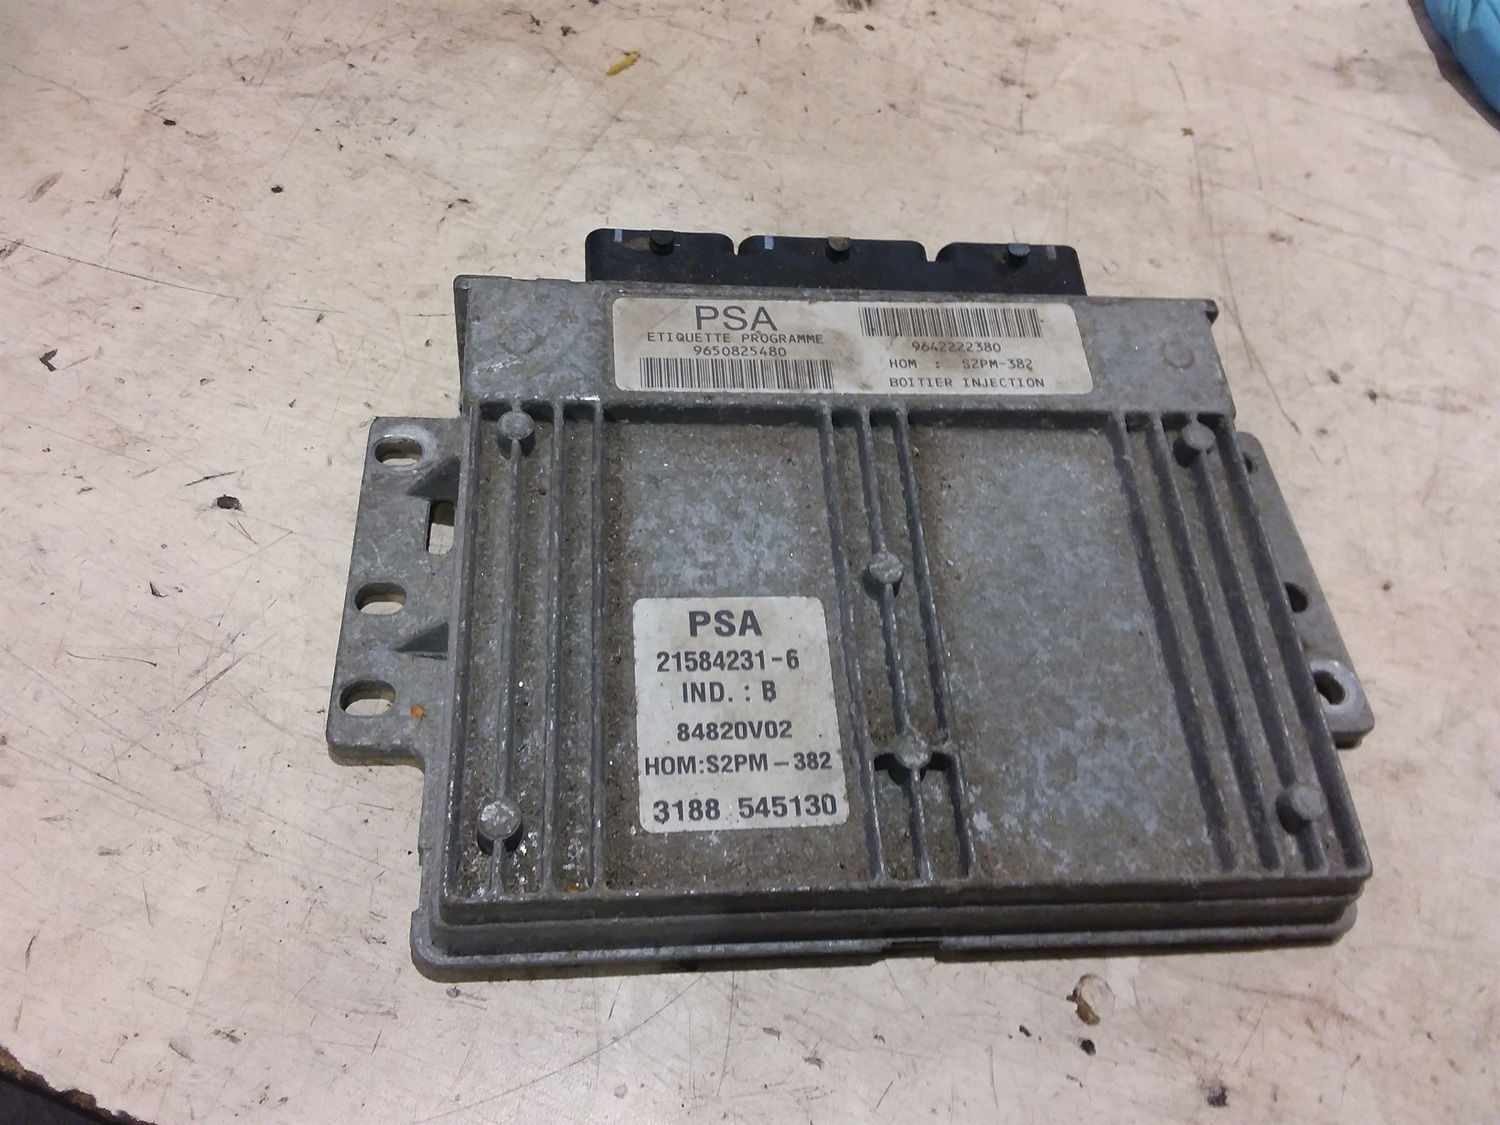 PSA
ETIQUETTE PROGRAMME
9650825480
9642222380
HOM : S2PM-382
BOITIER INJECTION
PSA
21584231-6
IND. : B
84820V02
HOM:S2PM-382
3188 545130